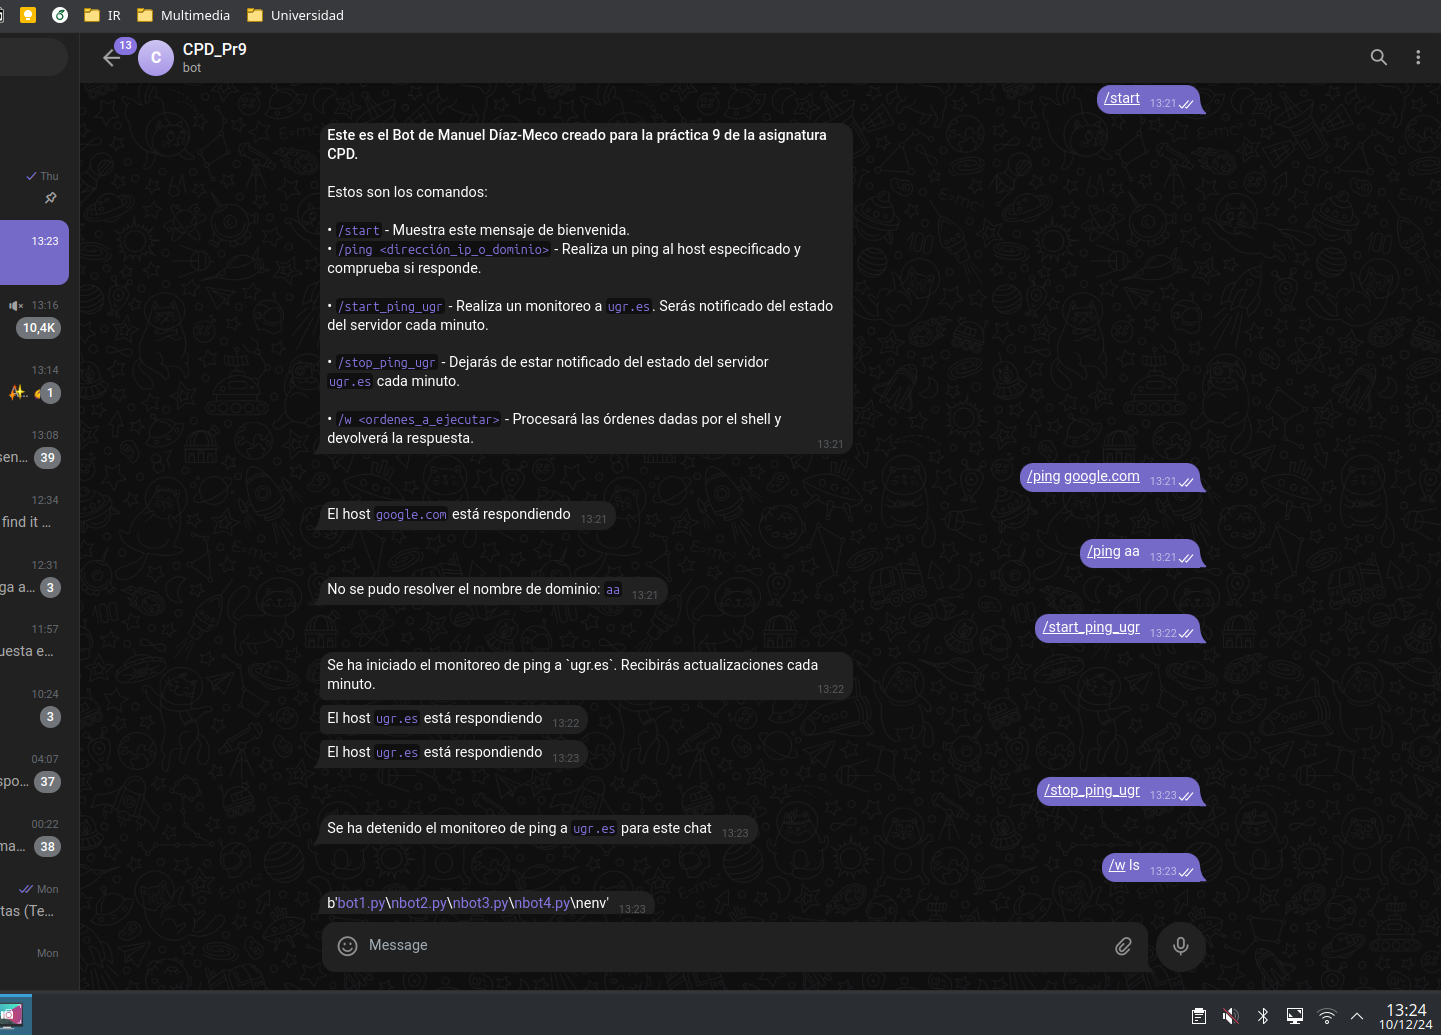 IR
Multimedia
Universidad
13
C
CPD_Pr9
bot
Thu
13:23
13:16
10,4K
13:14
1
13:08
sen... 39
12:34
find it ...
12:31
ga a... 3
11:57
uesta e...
10:24
3
04:07
spo... 37
00:22
ma... 38
Mon
tas (Te...
Mon
/start 13:21
Este es el Bot de Manuel Díaz-Meco creado para la práctica 9 de la asignatura
CPD.
Estos son los comandos:
• /start - Muestra este mensaje de bienvenida.
• /ping <dirección_ip_o_dominio> - Realiza un ping al host especificado y
comprueba si responde.
• /start_ping_ugr - Realiza un monitoreo a ugr.es. Serás notificado del estado
del servidor cada minuto.
• /stop_ping_ugr - Dejarás de estar notificado del estado del servidor
ugr.es cada minuto.
• /w <ordenes_a_ejecutar> - Procesará las órdenes dadas por el shell y
devolverá la respuesta. 13:21
/ping google.com 13:21
El host google.com está respondiendo 13:21
/ping aa 13:21
No se pudo resolver el nombre de dominio: aa 13:21
/start_ping_ugr 13:22
Se ha iniciado el monitoreo de ping a `ugr.es`. Recibirás actualizaciones cada
minuto. 13:22
El host ugr.es está respondiendo 13:22
El host ugr.es está respondiendo 13:23
/stop_ping_ugr 13:23
Se ha detenido el monitoreo de ping a ugr.es para este chat 13:23
/w ls 13:23
b'bot1.py\nbot2.py\nbot3.py\nbot4.py\nenv' 13:23
Message
13:24
10/12/24